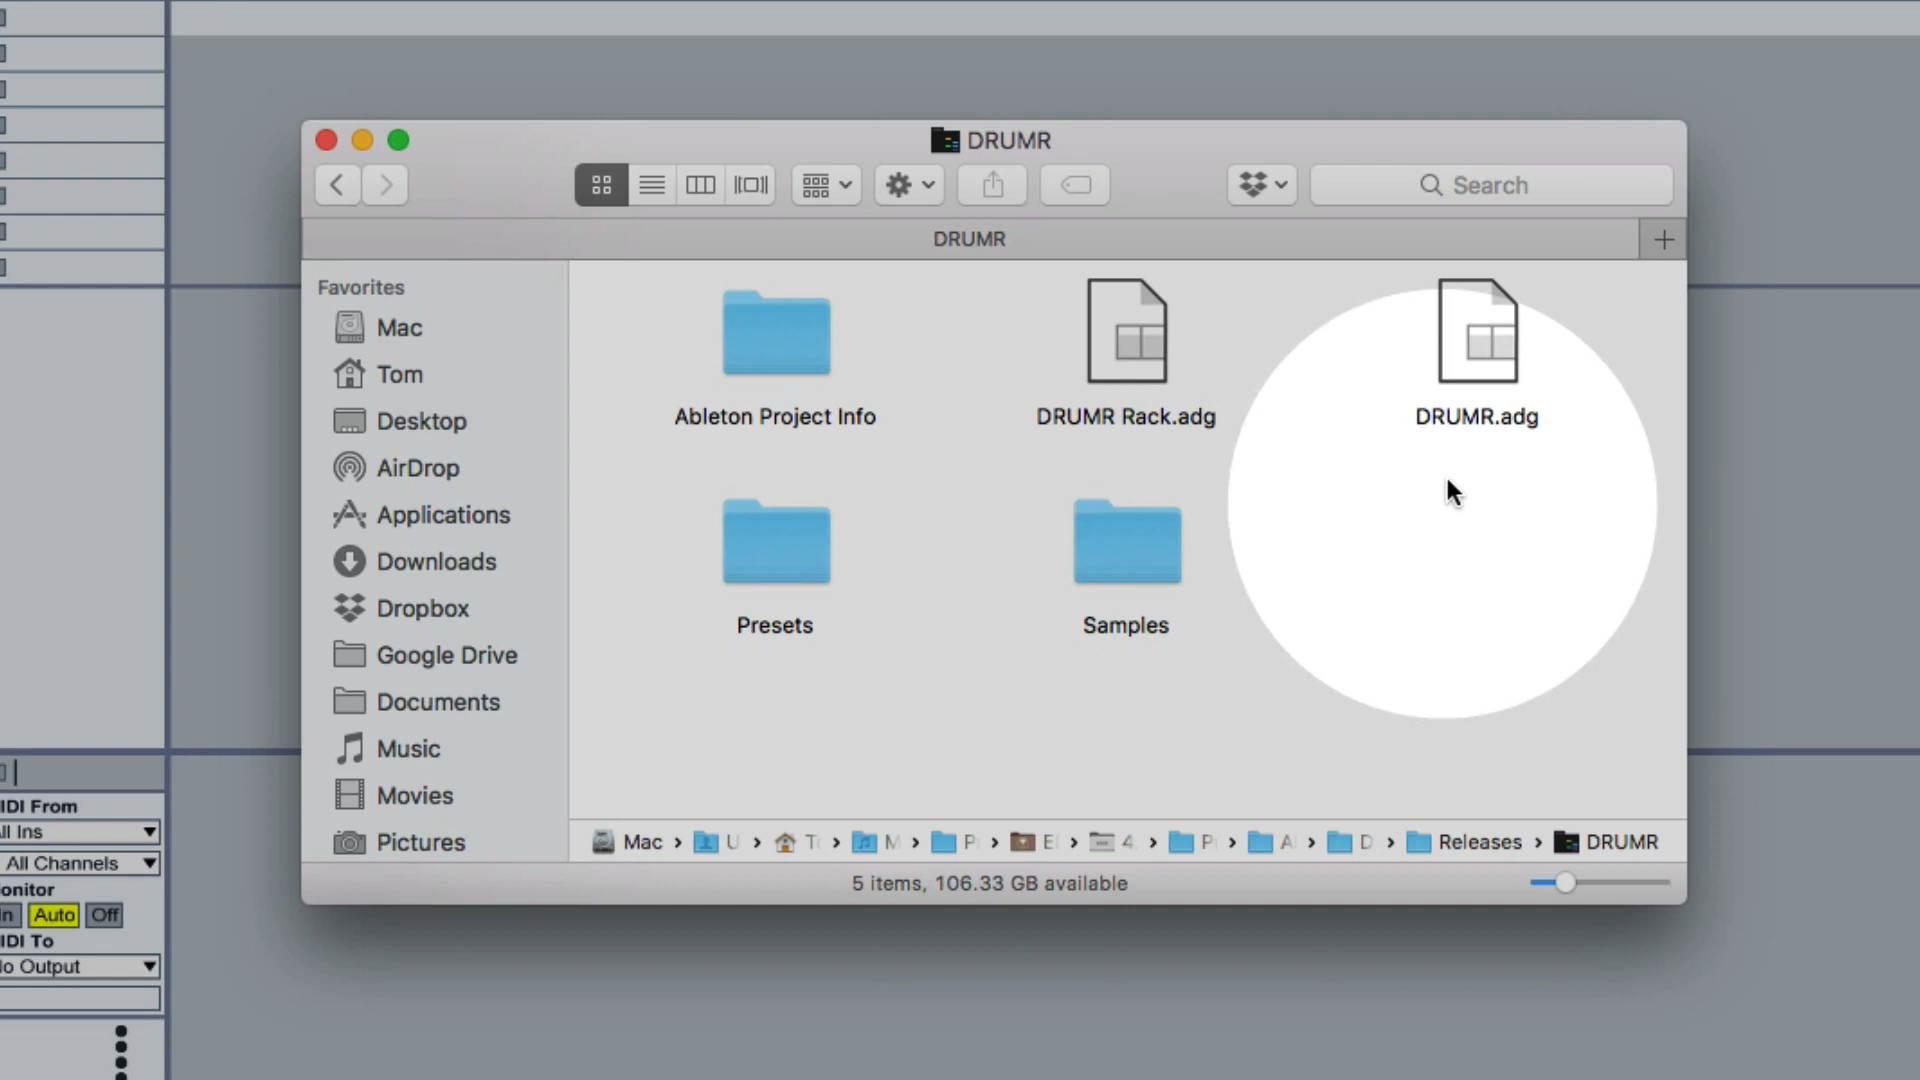 DRUMR
Search
DRUMR
Favorites
Mac
Tom
Desktop
AirDrop
Applications
Downloads
Dropbox
Google Drive
Documents
Music
Movies
Pictures
Ableton Project Info
DRUMR Rack.adg
DRUMR.adg
Presets
Samples
Mac › U › T › M › P › E › 4 › P › A › D › Releases › DRUMR
5 items, 106.33 GB available
IDI From
ll Ins
All Channels
onitor
In Auto Off
IDI To
lo Output